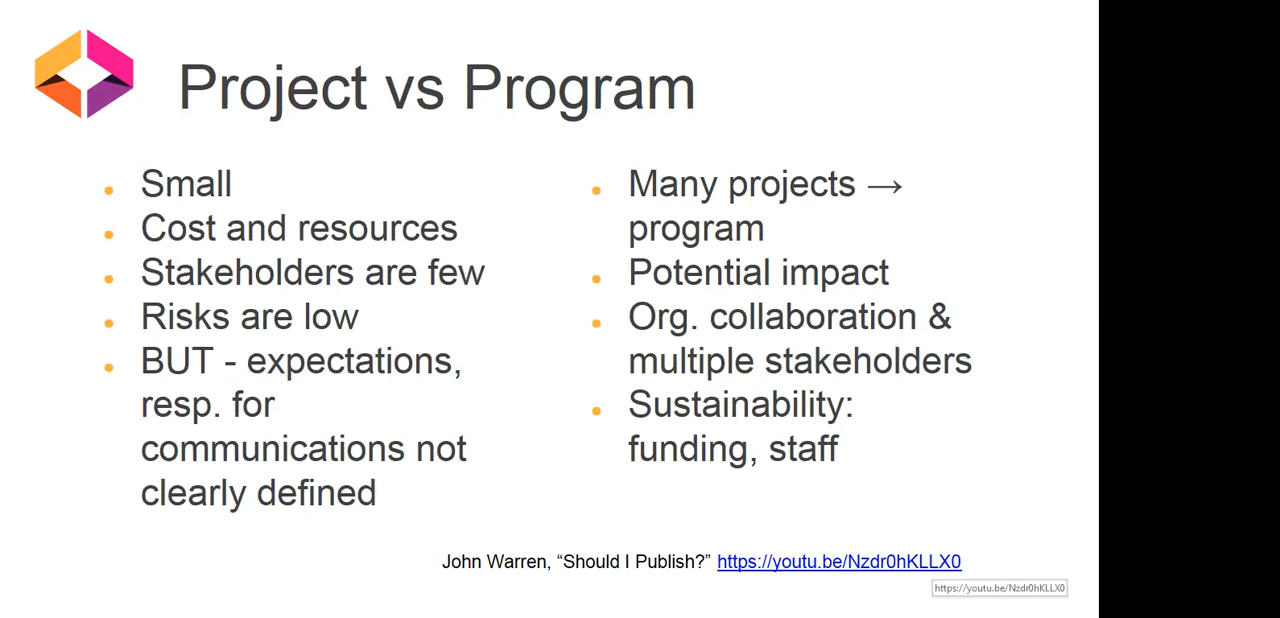 Project vs Program
Small
Cost and resources
Stakeholders are few
Risks are low
BUT - expectations,
resp. for
communications not
clearly defined
Many projects →
program
Potential impact
Org. collaboration &
multiple stakeholders
Sustainability:
funding, staff
John Warren, “Should I Publish?” https://youtu.be/Nzdr0hKLLX0
https://youtu.be/Nzdr0hKLLX0